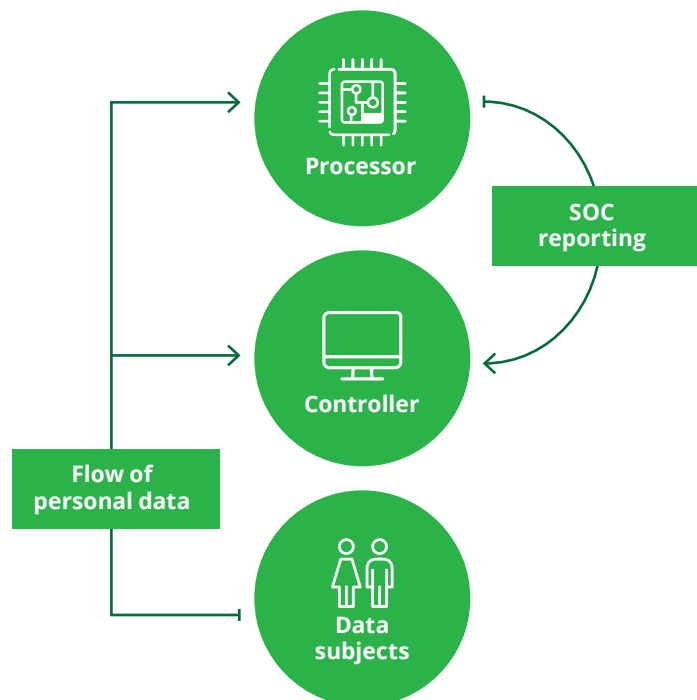 Processor
SOC
reporting
Controller
Flow of
personal data
Data
subjects